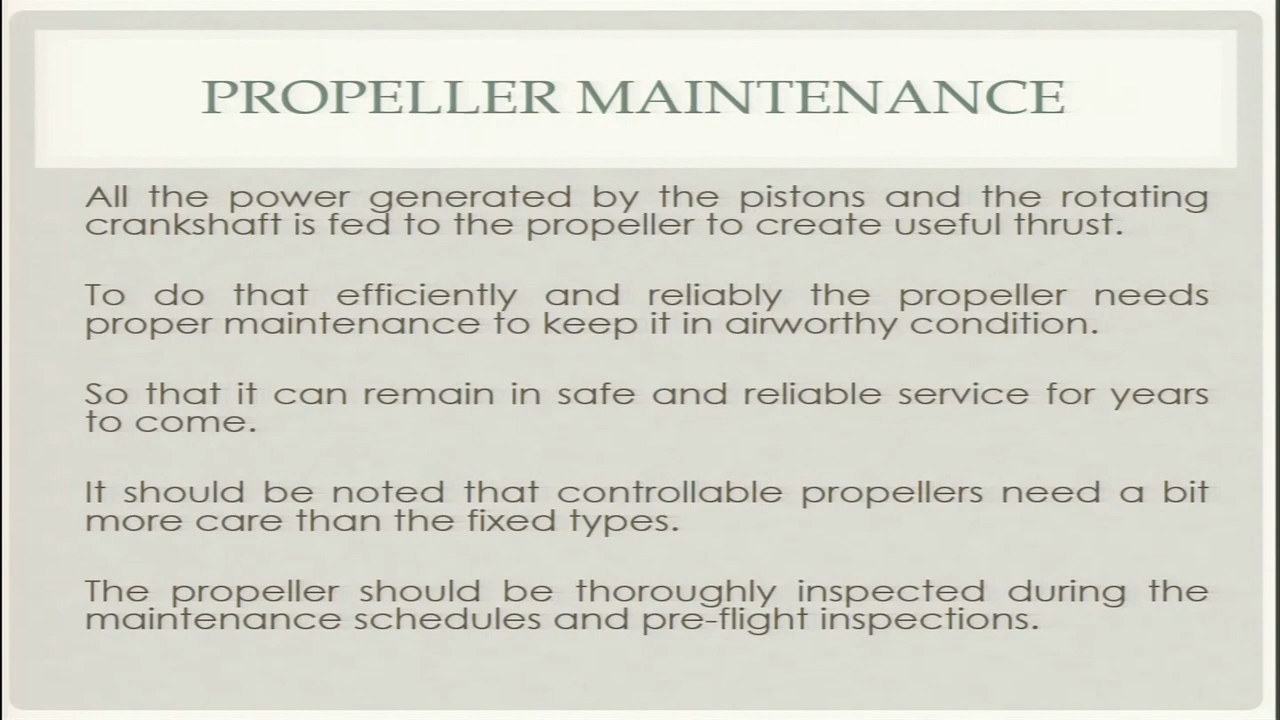 PROPELLER MAINTENANCE
All the power generated by the pistons and the rotating
crankshaft is fed to the propeller to create useful thrust.
To do that efficiently and reliably the propeller needs
proper maintenance to keep it in airworthy condition.
So that it can remain in safe and reliable service for years
to come.
It should be noted that controllable propellers need a bit
more care than the fixed types.
The propeller should be thoroughly inspected during the
maintenance schedules and pre-flight inspections.